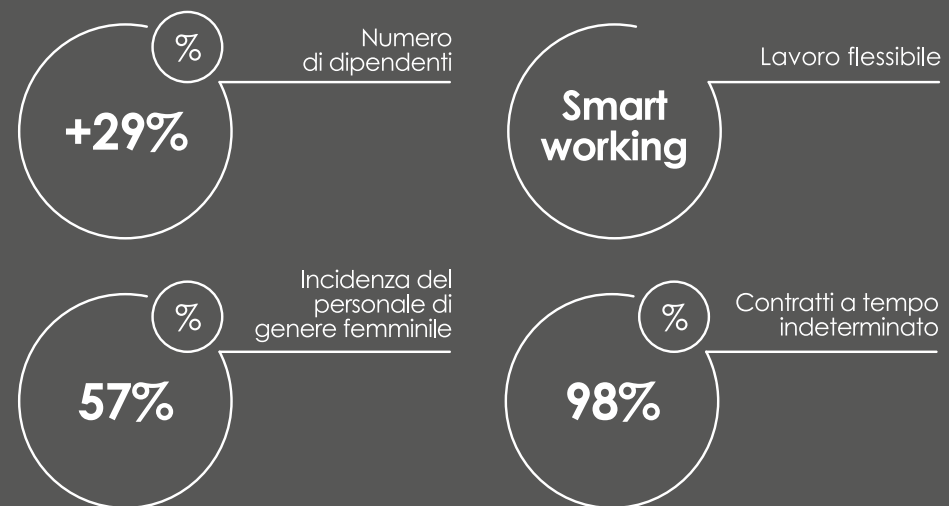 %
Numero
di dipendenti
+29%
Lavoro flessibile
Smart
working
%
Incidenza del
personale di
genere femminile
57%
%
Contratti a tempo
indeterminato
98%